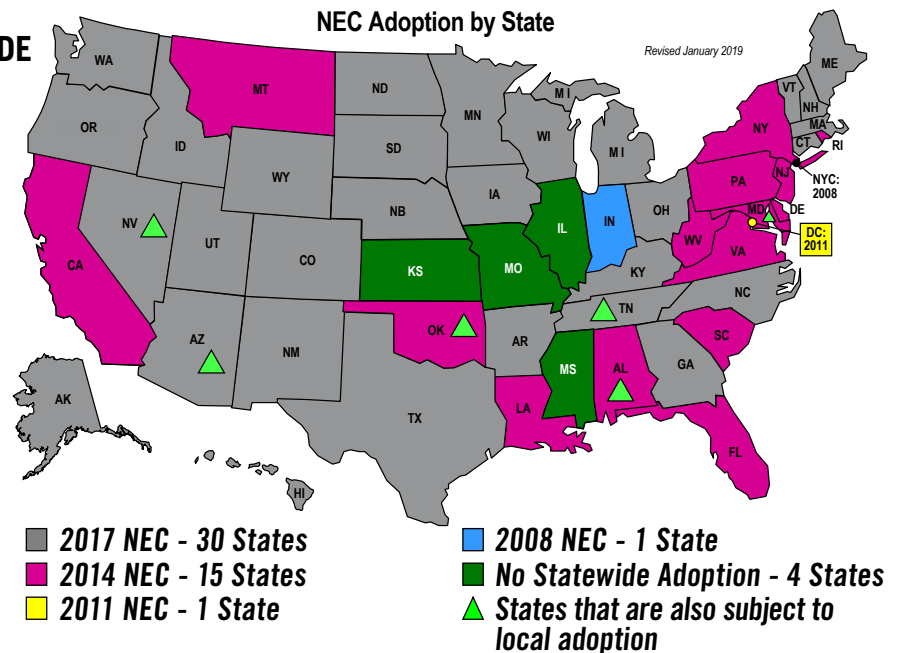 NEC Adoption by State
DE
Revised January 2019
WA
MT
ND
MN
MI
ME
VT
NH
OR
ID
SD
WI
MI
NY
MA
CT
RI
WY
IA
PA
NJ
NYC:
2008
NV
UT
NB
IL
IN
OH
MD
DE
CA
CO
KS
MO
WV
VA
DC:
2011
KY
AZ
NM
OK
AR
TN
NC
SC
MS
AL
GA
AK
TX
LA
FL
HI
2017 NEC - 30 States
2014 NEC - 15 States
2011 NEC - 1 State
2008 NEC - 1 State
No Statewide Adoption - 4 States
States that are also subject to
local adoption